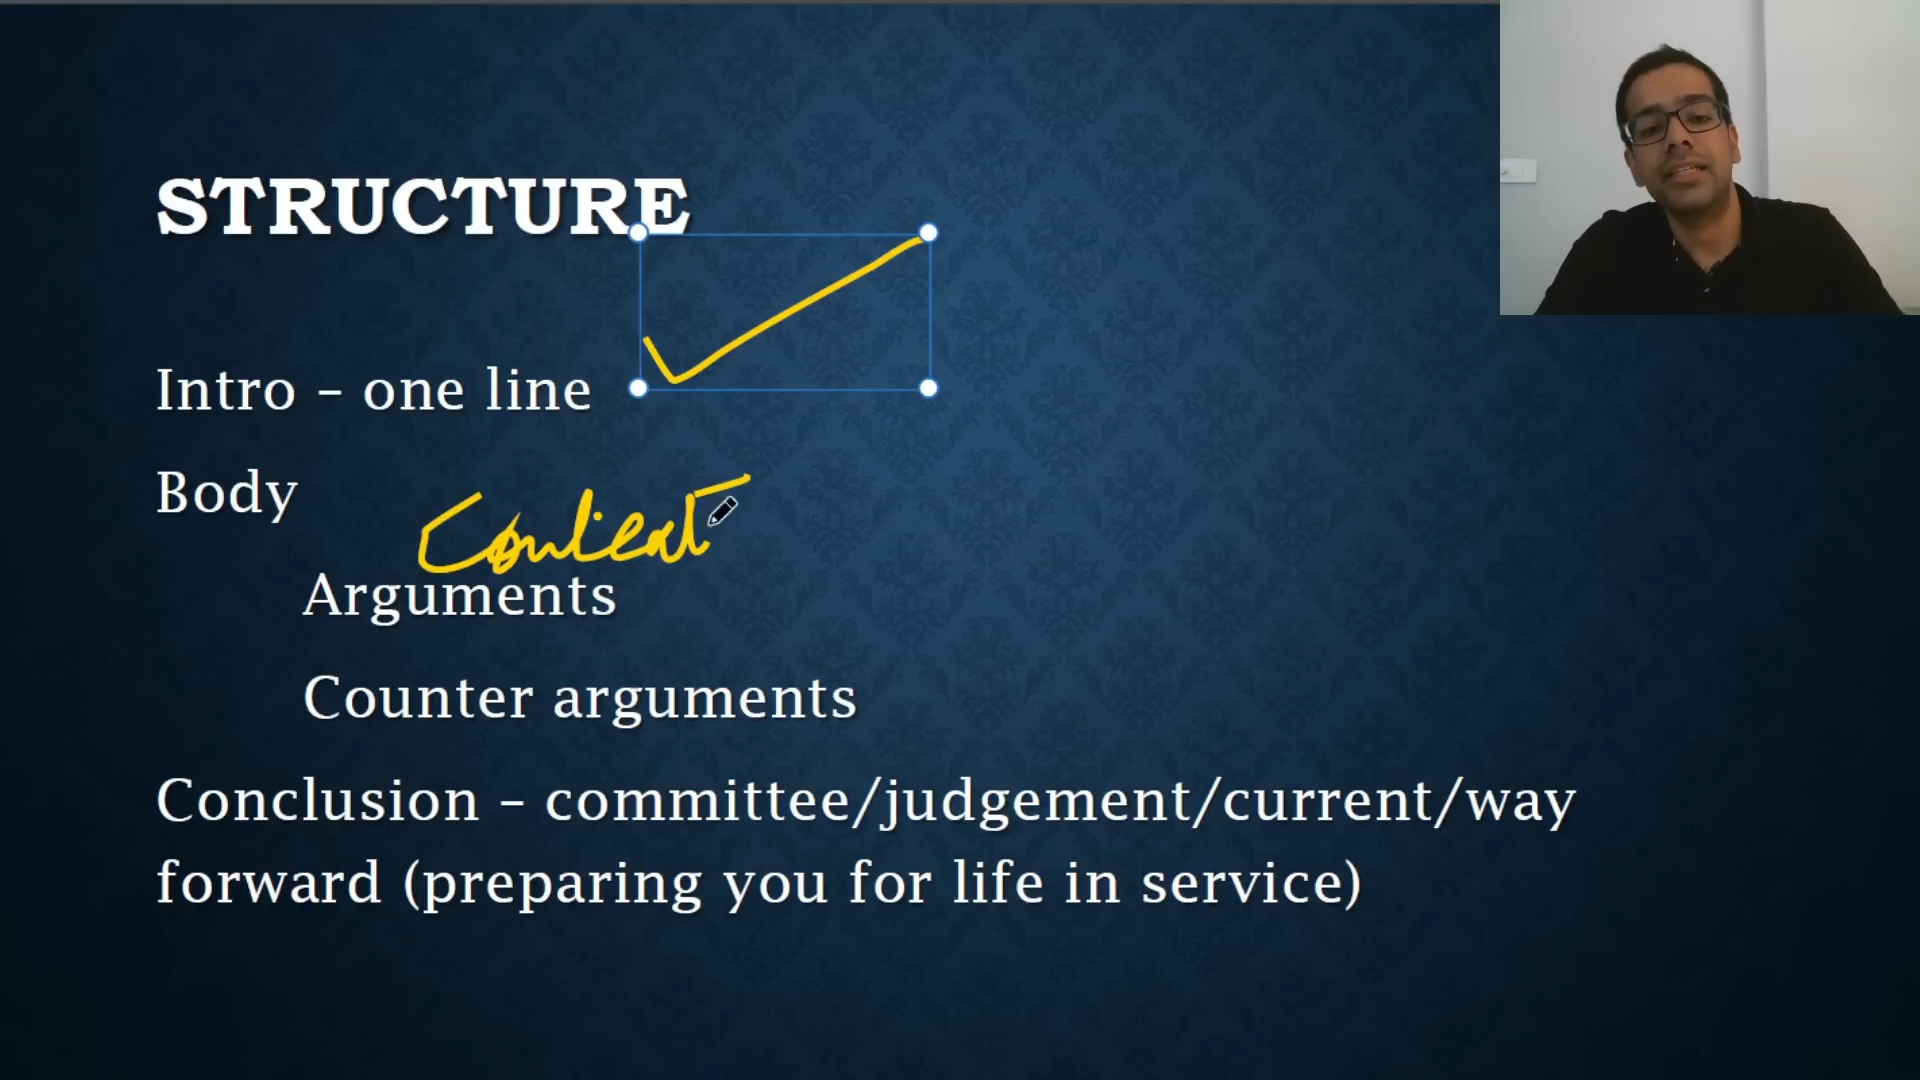 STRUCTURE
Intro – one line
Body
Context
Arguments
Counter arguments
Conclusion – committee/judgement/current/way
forward (preparing you for life in service)